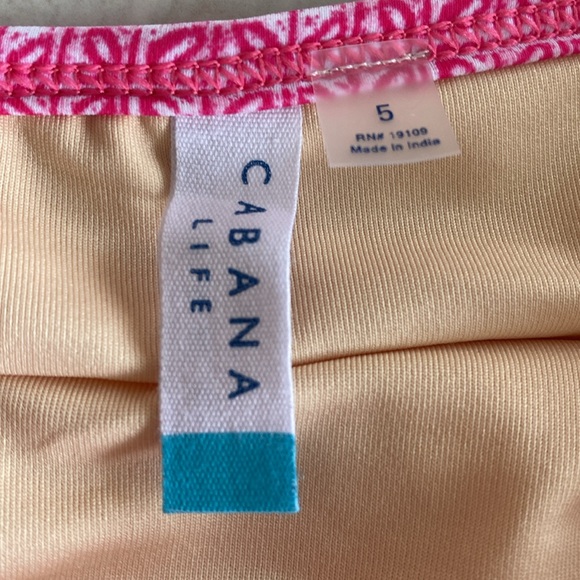 CABANA
LIFE
5
RN# 19109
Made in India